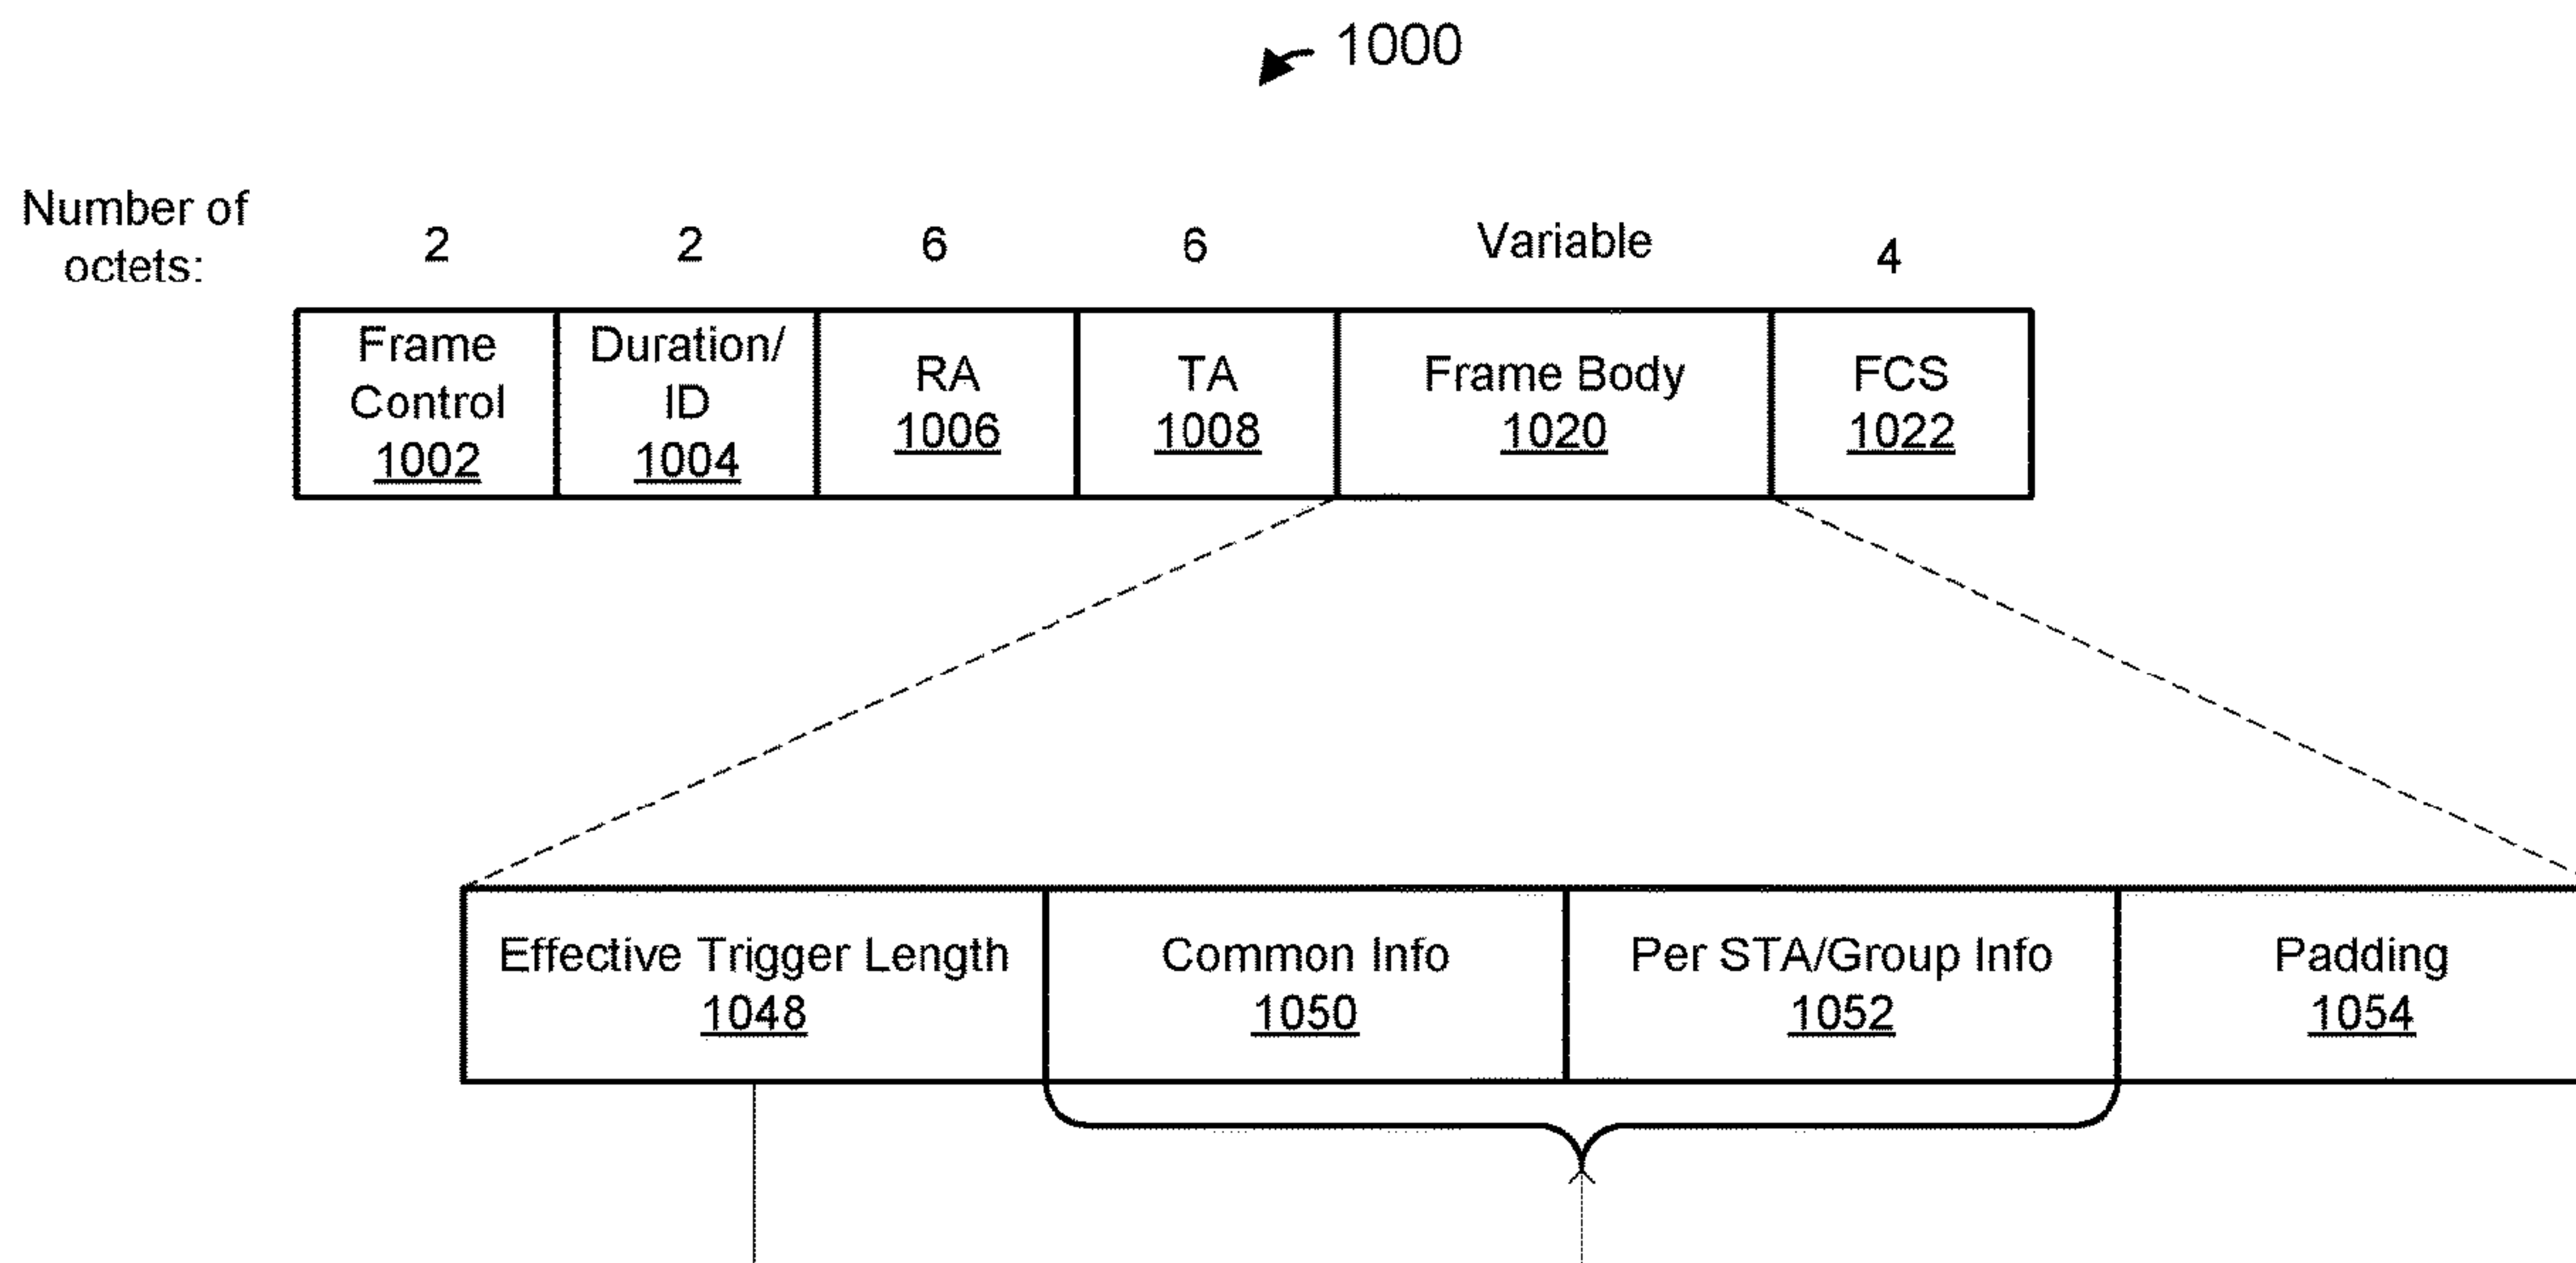 1000
Number of
octets:
2 2 6 6 Variable 4
Frame
Control
1002
Duration/
ID
1004
RA
1006
TA
1008
Frame Body
1020
FCS
1022
Effective Trigger Length
1048
Common Info
1050
Per STA/Group Info
1052
Padding
1054